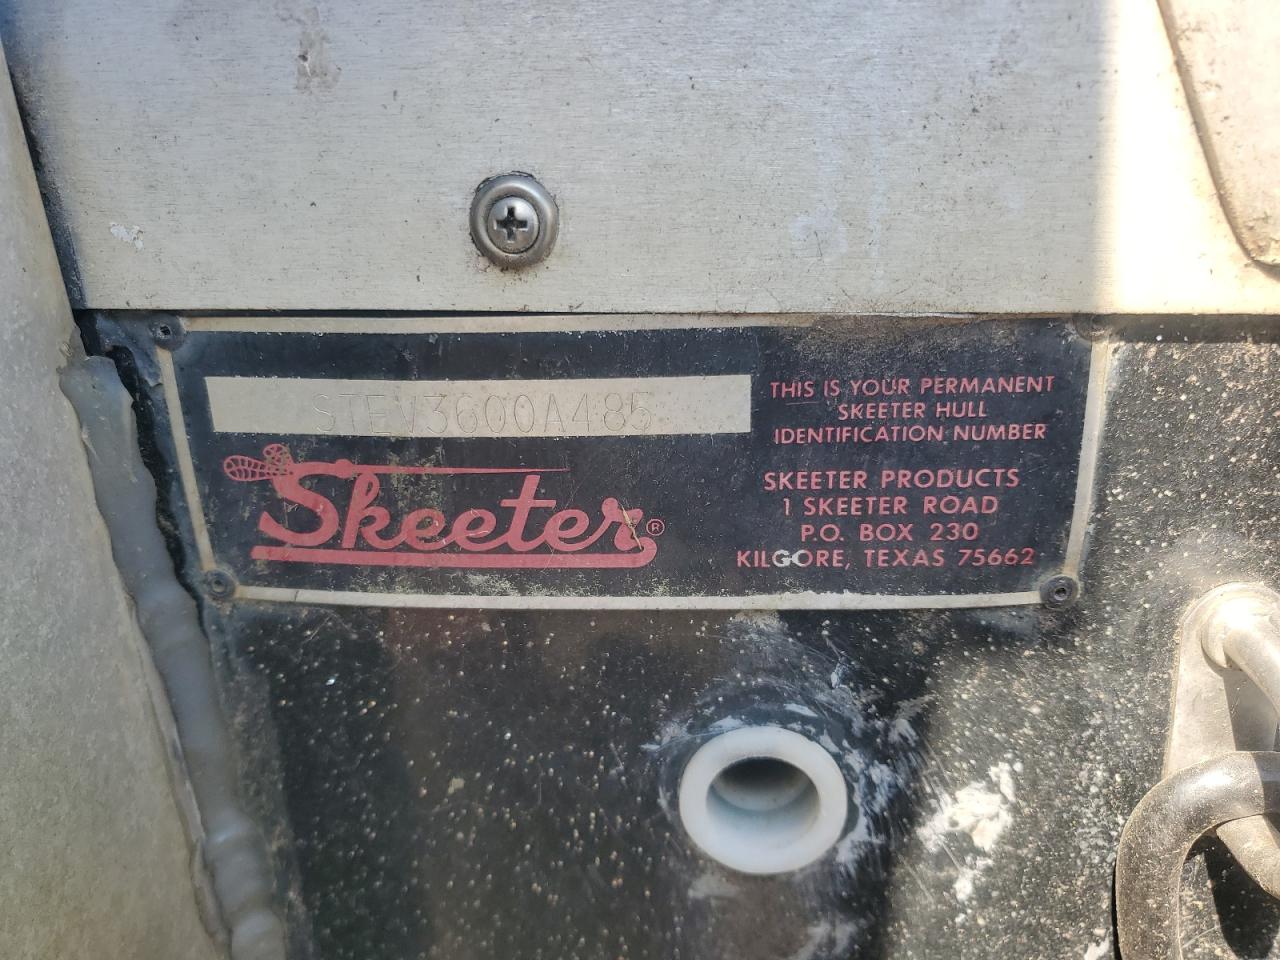 STEV3600A485
Skeeter®
THIS IS YOUR PERMANENT
SKEETER HULL
IDENTIFICATION NUMBER
SKEETER PRODUCTS
1 SKEETER ROAD
P.O. BOX 230
KILGORE, TEXAS 75662